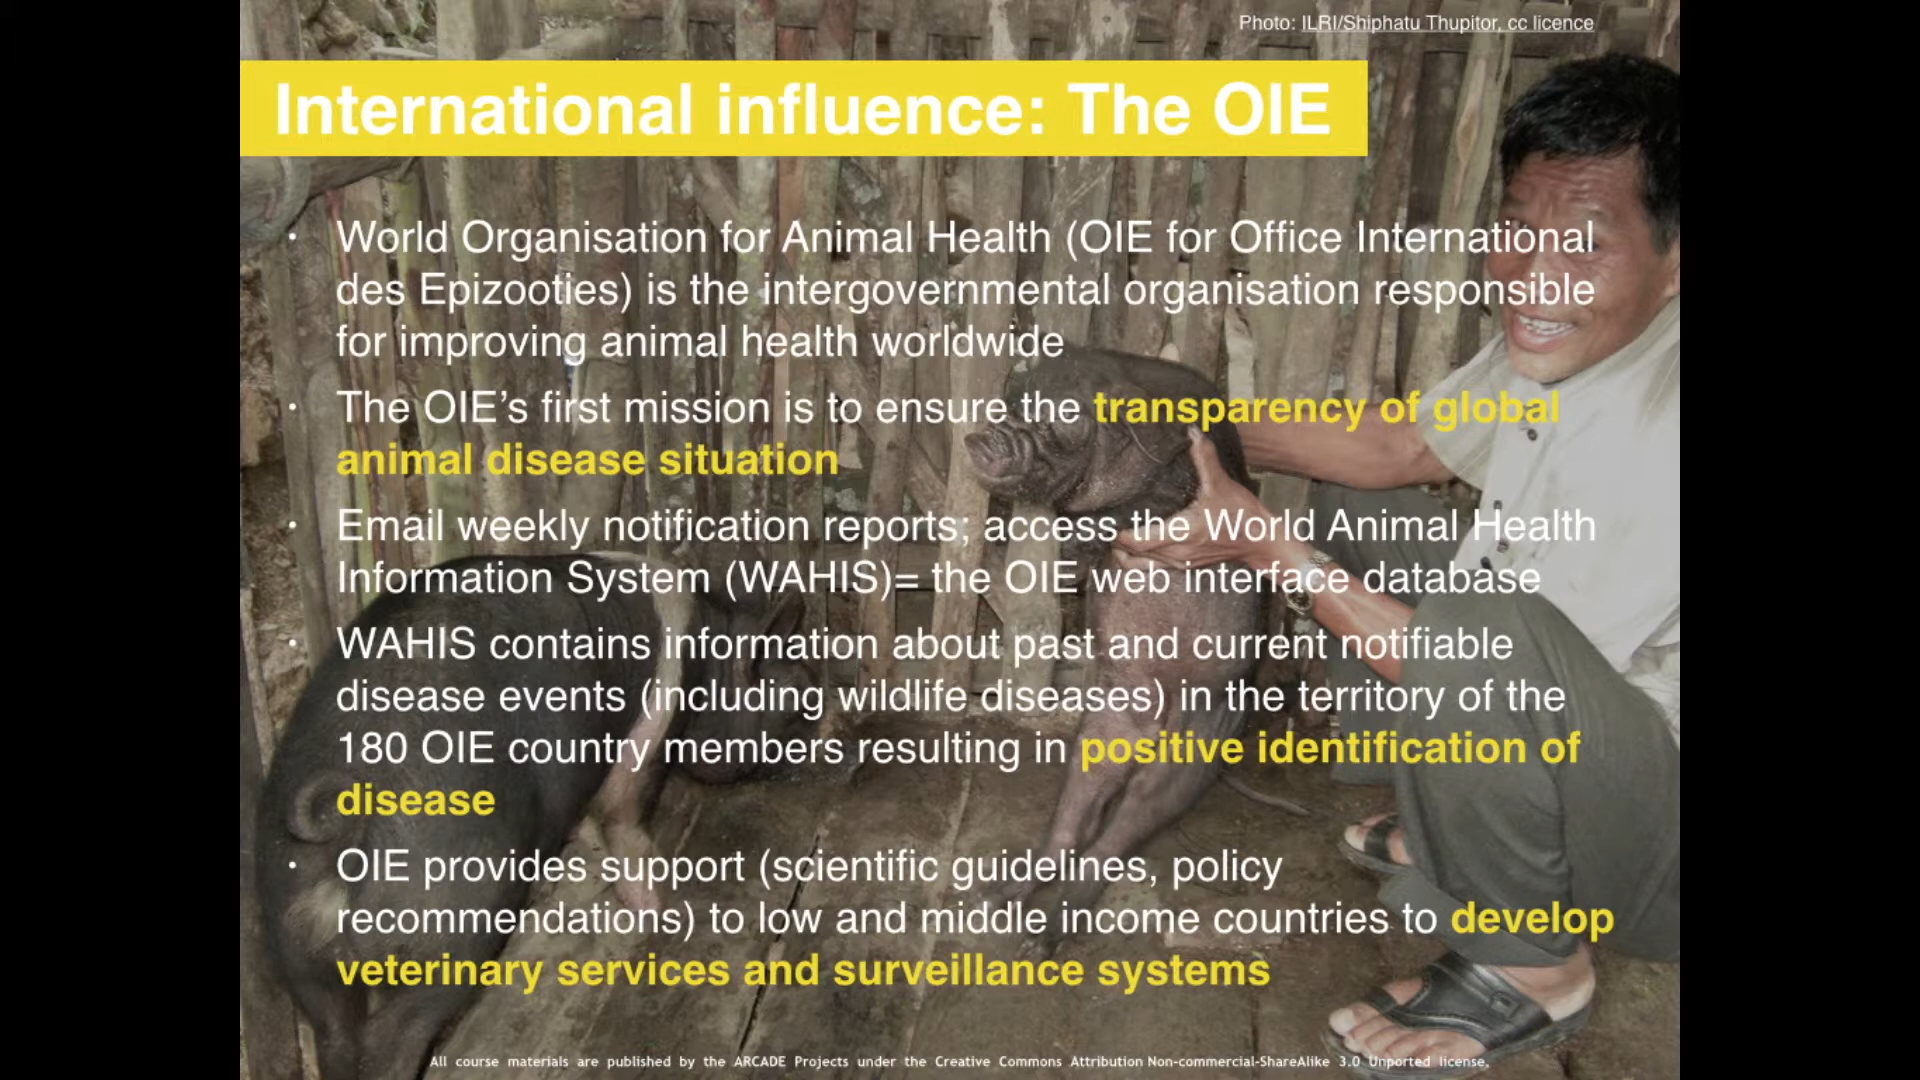 Photo: ILRI/Shiphatu Thupitor, cc licence
International influence: The OIE
• World Organisation for Animal Health (OIE for Office International
des Epizooties) is the intergovernmental organisation responsible
for improving animal health worldwide
• The OIE’s first mission is to ensure the transparency of global
animal disease situation
• Email weekly notification reports; access the World Animal Health
Information System (WAHIS)= the OIE web interface database
• WAHIS contains information about past and current notifiable
disease events (including wildlife diseases) in the territory of the
180 OIE country members resulting in positive identification of
disease
• OIE provides support (scientific guidelines, policy
recommendations) to low and middle income countries to develop
veterinary services and surveillance systems
All course materials are published by the ARCADE Projects under the Creative Commons Attribution Non-commercial-ShareAlike 3.0 Unported license.